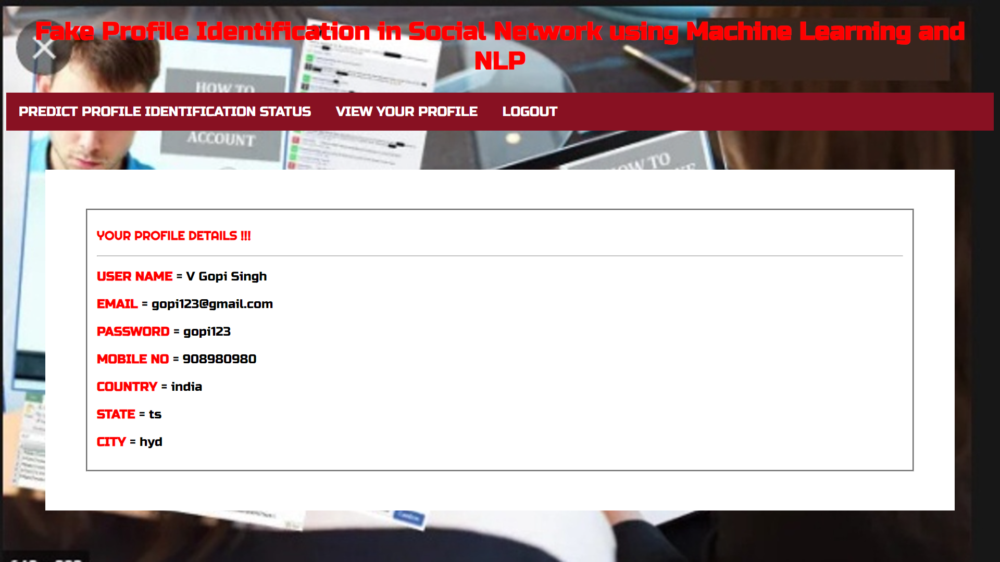 Fake Profile Identification in Social Network using Machine Learning and
NLP
HOW TO
PREDICT PROFILE IDENTIFICATION STATUS VIEW YOUR PROFILE LOGOUT
ACCOUNT
HOW TO
YOUR PROFILE DETAILS !!!
USER NAME = V Gopi Singh
EMAIL = gopi123@gmail.com
PASSWORD = gopi123
MOBILE NO = 908980980
COUNTRY = india
STATE = ts
CITY = hyd
Confirm